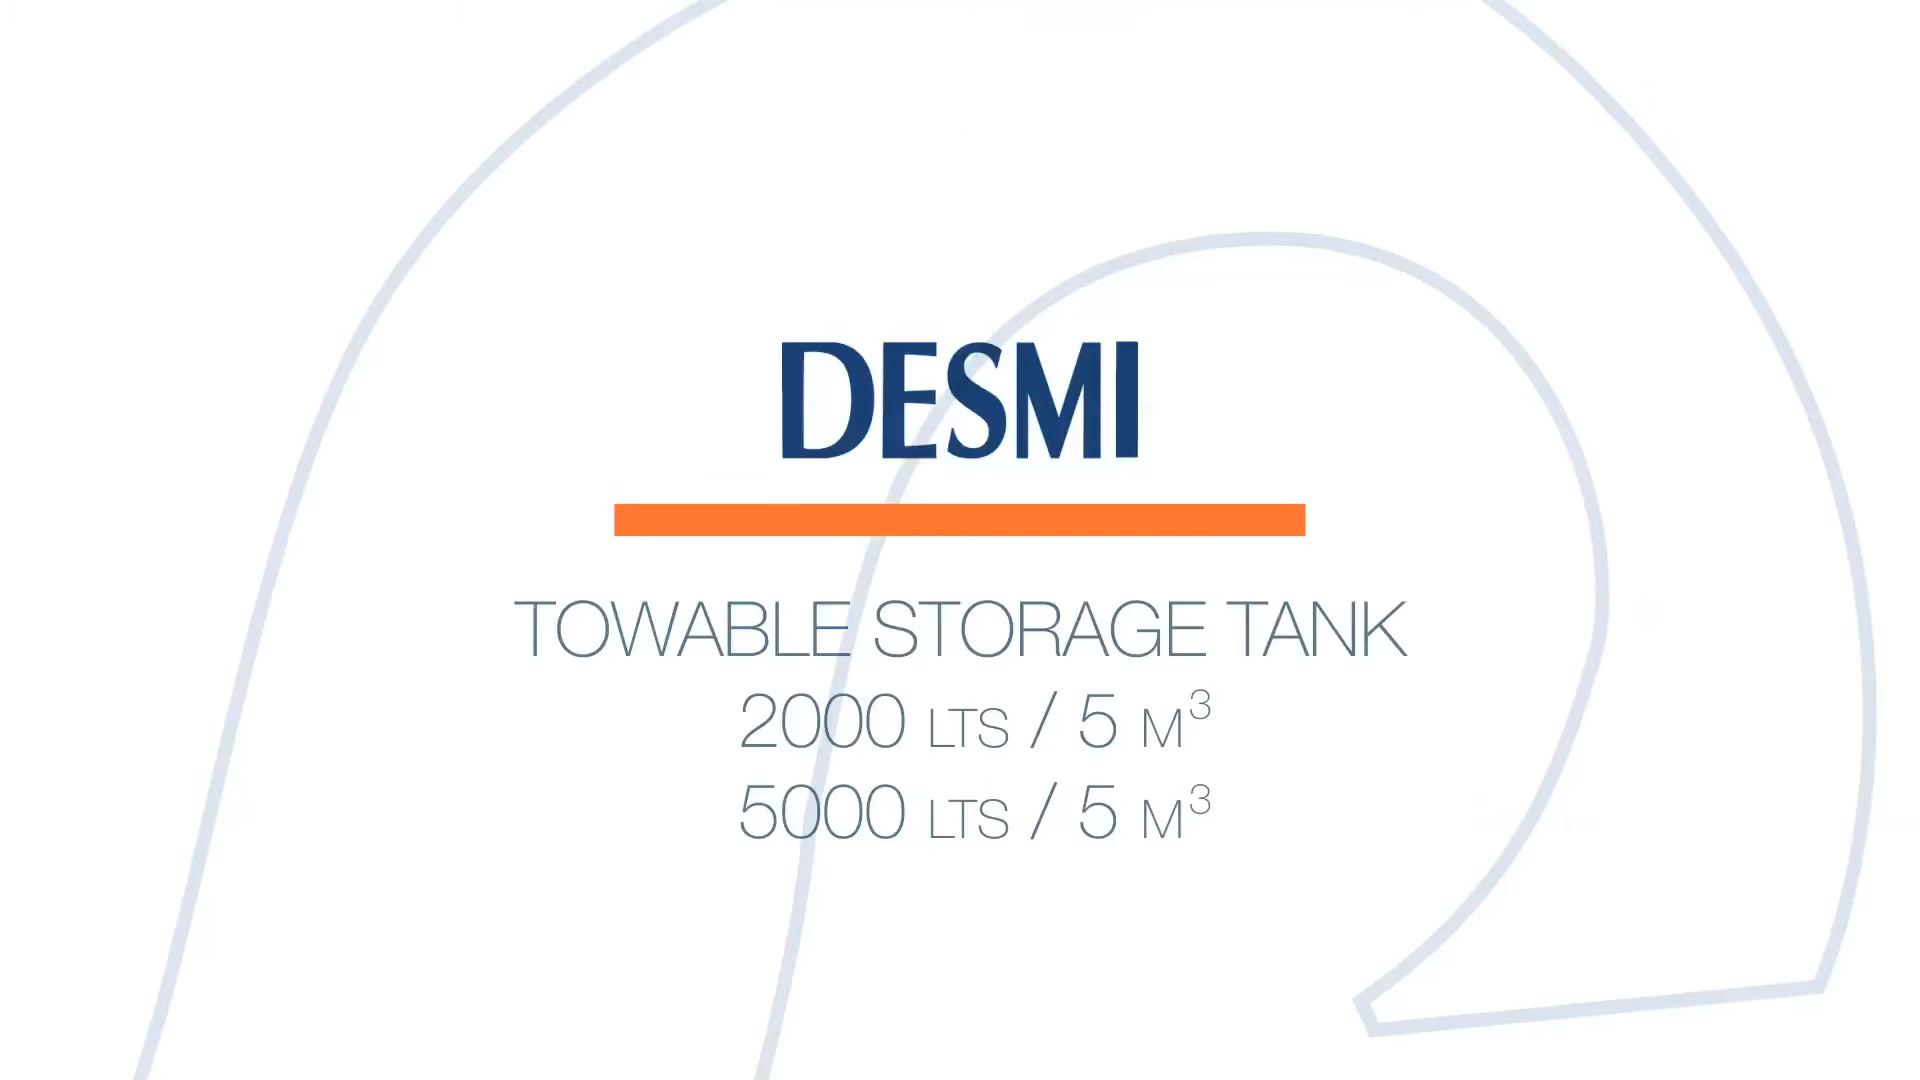 DESMI
TOWABLE STORAGE TANK
2000 LTS / 5 M³
5000 LTS / 5 M³